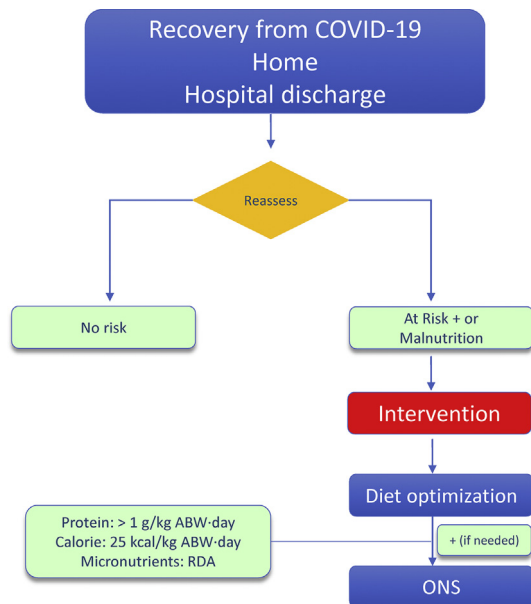 Recovery from COVID-19
Home
Hospital discharge
Reassess
No risk
At Risk + or
Malnutrition
Intervention
Diet optimization
Protein: > 1 g/kg ABW·day
Calorie: 25 kcal/kg ABW·day
Micronutrients: RDA
+ (if needed)
ONS